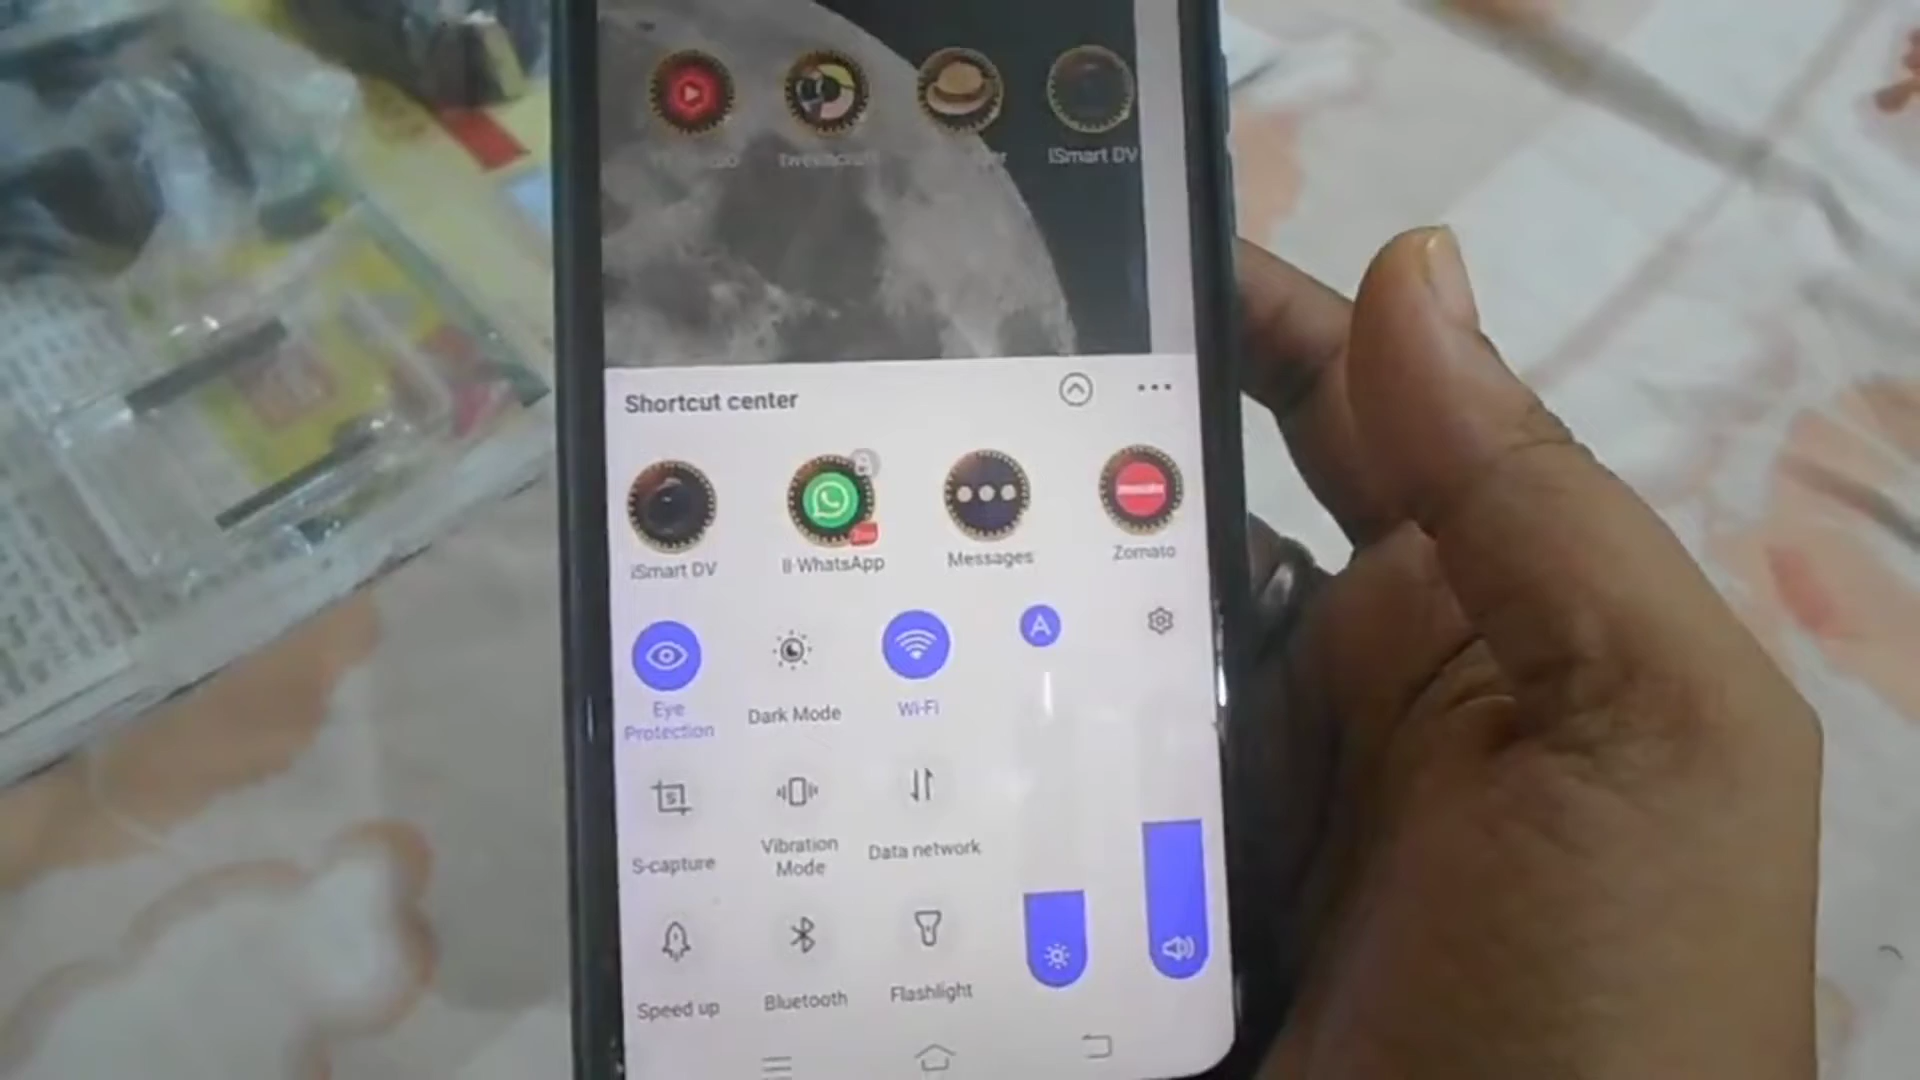 iSmart DV
Shortcut center
iSmart DV
II-WhatsApp
Messages
Zomato
Eye
Protection
Dark Mode
Wi-Fi
S-capture
Vibration
Mode
Data network
Speed up
Bluetooth
Flashlight